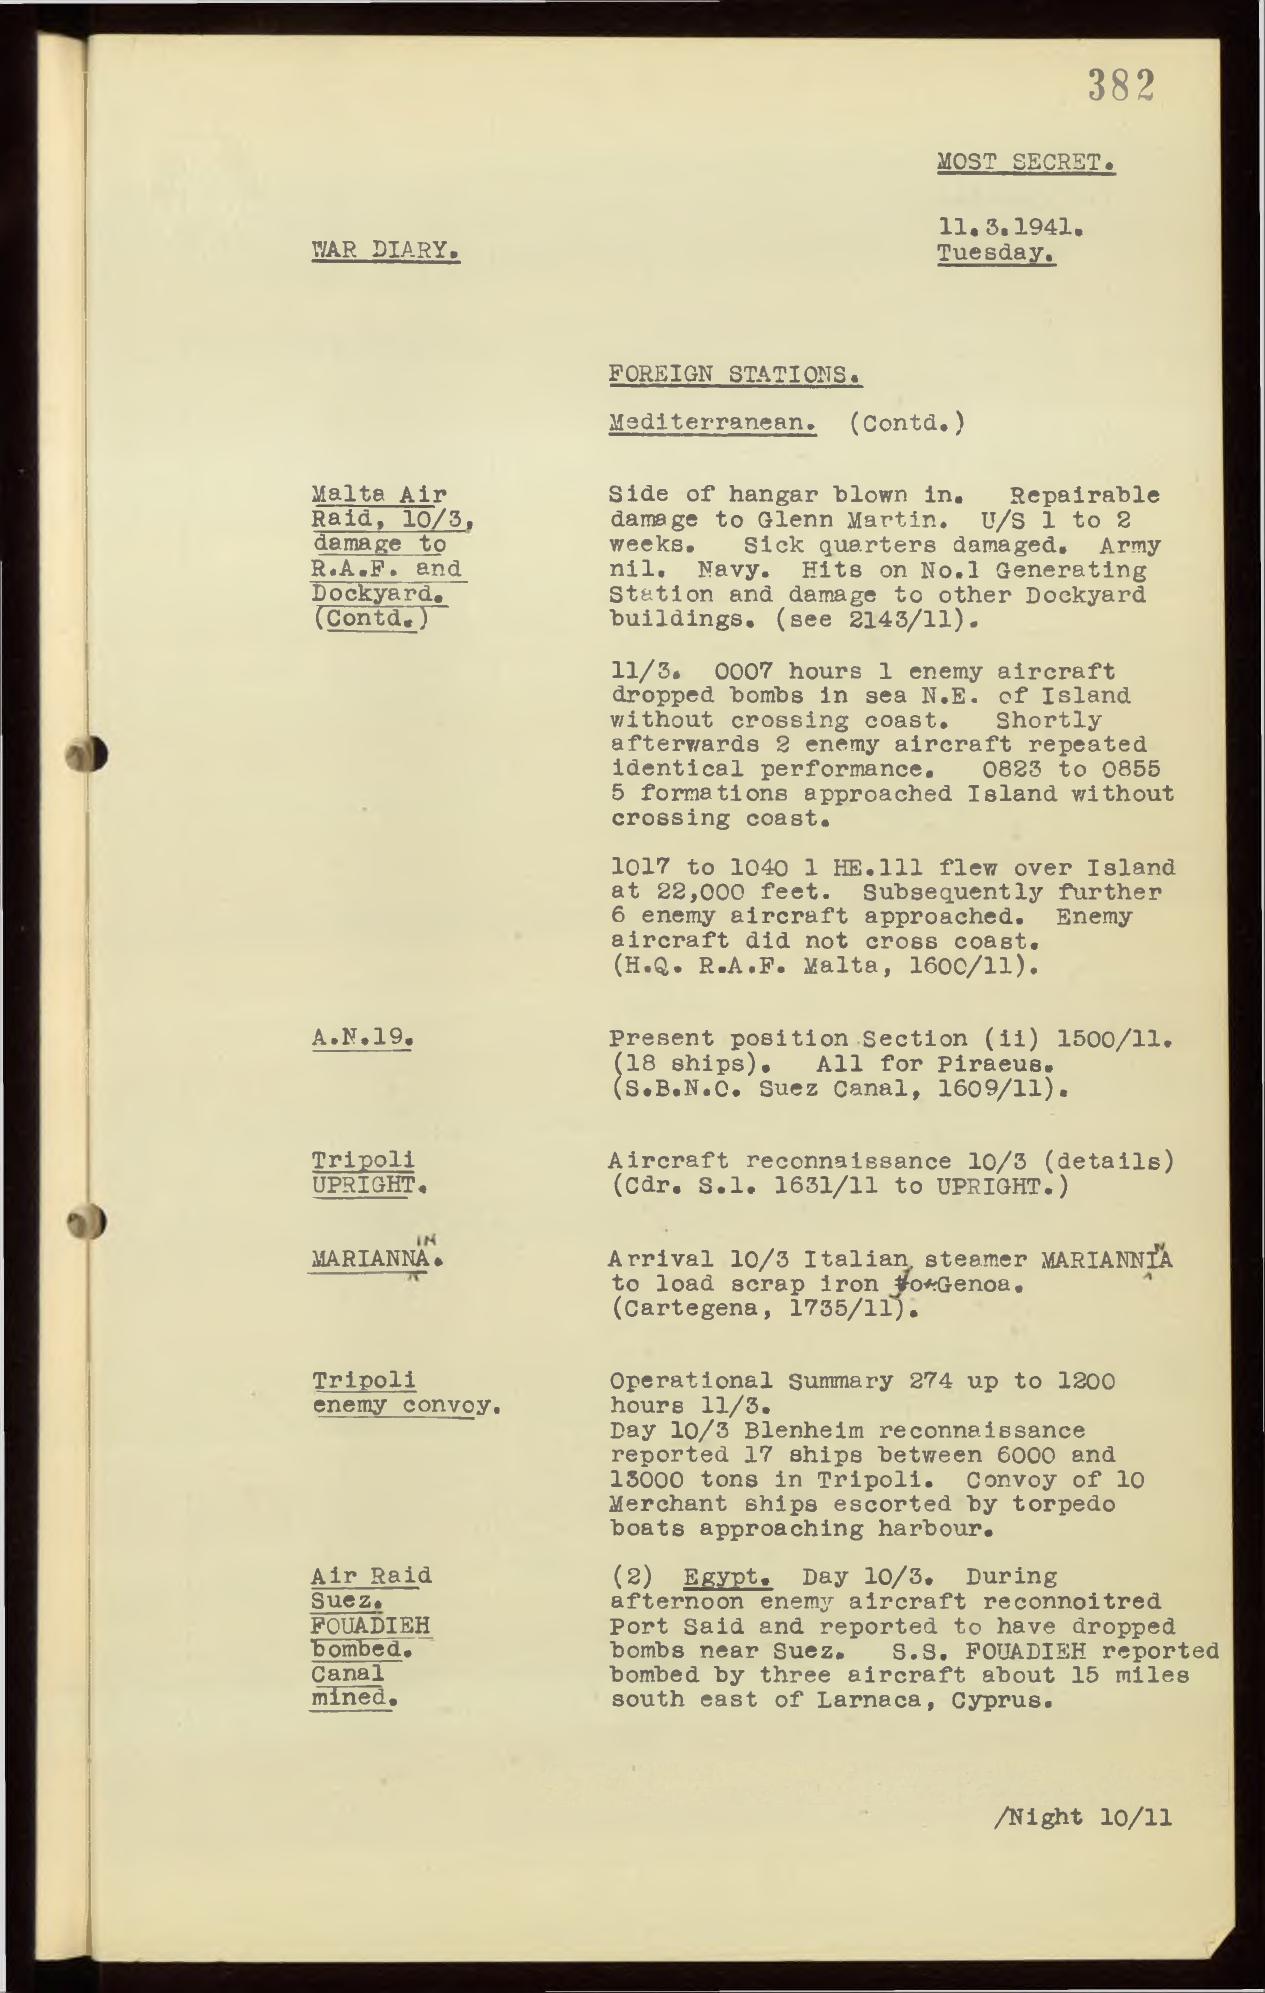 382
MOST SECRET.
11.3.1941.
Tuesday.
WAR DIARY.
FOREIGN STATIONS.
Mediterranean. (Contd.)
Malta Air
Raid, 10/3,
damage to
R.A.F. and
Dockyard.
(Contd.)
Side of hangar blown in. Repairable
damage to Glenn Martin. U/S 1 to 2
weeks. Sick quarters damaged. Army
nil. Navy. Hits on No.1 Generating
Station and damage to other Dockyard
buildings. (see 2143/11).
11/3. 0007 hours 1 enemy aircraft
dropped bombs in sea N.E. of Island
without crossing coast. Shortly
afterwards 2 enemy aircraft repeated
identical performance. 0823 to 0855
5 formations approached Island without
crossing coast.
1017 to 1040 1 HE.111 flew over Island
at 22,000 feet. Subsequently further
6 enemy aircraft approached. Enemy
aircraft did not cross coast.
(H.Q. R.A.F. Malta, 1600/11).
A.N.19.
Present position Section (ii) 1500/11.
(18 ships). All for Piraeus.
(S.B.N.O. Suez Canal, 1609/11).
Tripoli
UPRIGHT.
Aircraft reconnaissance 10/3 (details)
(Cdr. S.1. 1631/11 to UPRIGHT.)
IN
MARIANNA.
N
Arrival 10/3 Italian steamer MARIANNIA
to load scrap iron for Genoa.
(Cartegena, 1735/11).
Tripoli
enemy convoy.
Operational Summary 274 up to 1200
hours 11/3.
Day 10/3 Blenheim reconnaissance
reported 17 ships between 6000 and
13000 tons in Tripoli. Convoy of 10
Merchant ships escorted by torpedo
boats approaching harbour.
Air Raid
Suez.
FOUADIEH
bombed.
Canal
mined.
(2) Egypt. Day 10/3. During
afternoon enemy aircraft reconnoitred
Port Said and reported to have dropped
bombs near Suez. S.S. FOUADIEH reported
bombed by three aircraft about 15 miles
south east of Larnaca, Cyprus.
/Night 10/11